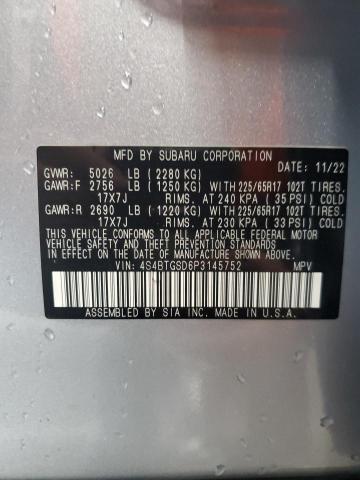 MFD. BY SUBARU CORPORATION
DATE: 11/22
GVWR: 5026 LB (2280 KG)
GAWR:F 2756 LB (1250 KG) WITH 225/65R17 102T TIRES.
17X7J RIMS. AT 240 KPA (35 PSI) COLD
GAWR:R 2690 LB (1220 KG) WITH 225/65R17 102T TIRES.
17X7J RIMS. AT 230 KPA (33 PSI) COLD
THIS VEHICLE CONFORMS TO ALL APPLICABLE FEDERAL MOTOR
VEHICLE SAFETY AND THEFT PREVENTION STANDARDS
IN EFFECT ON THE DATE OF MANUFACTURE SHOWN ABOVE.
VIN: 4S4BTGSD6P3145752 MPV
ASSEMBLED BY SIA INC. MADE IN U.S.A.